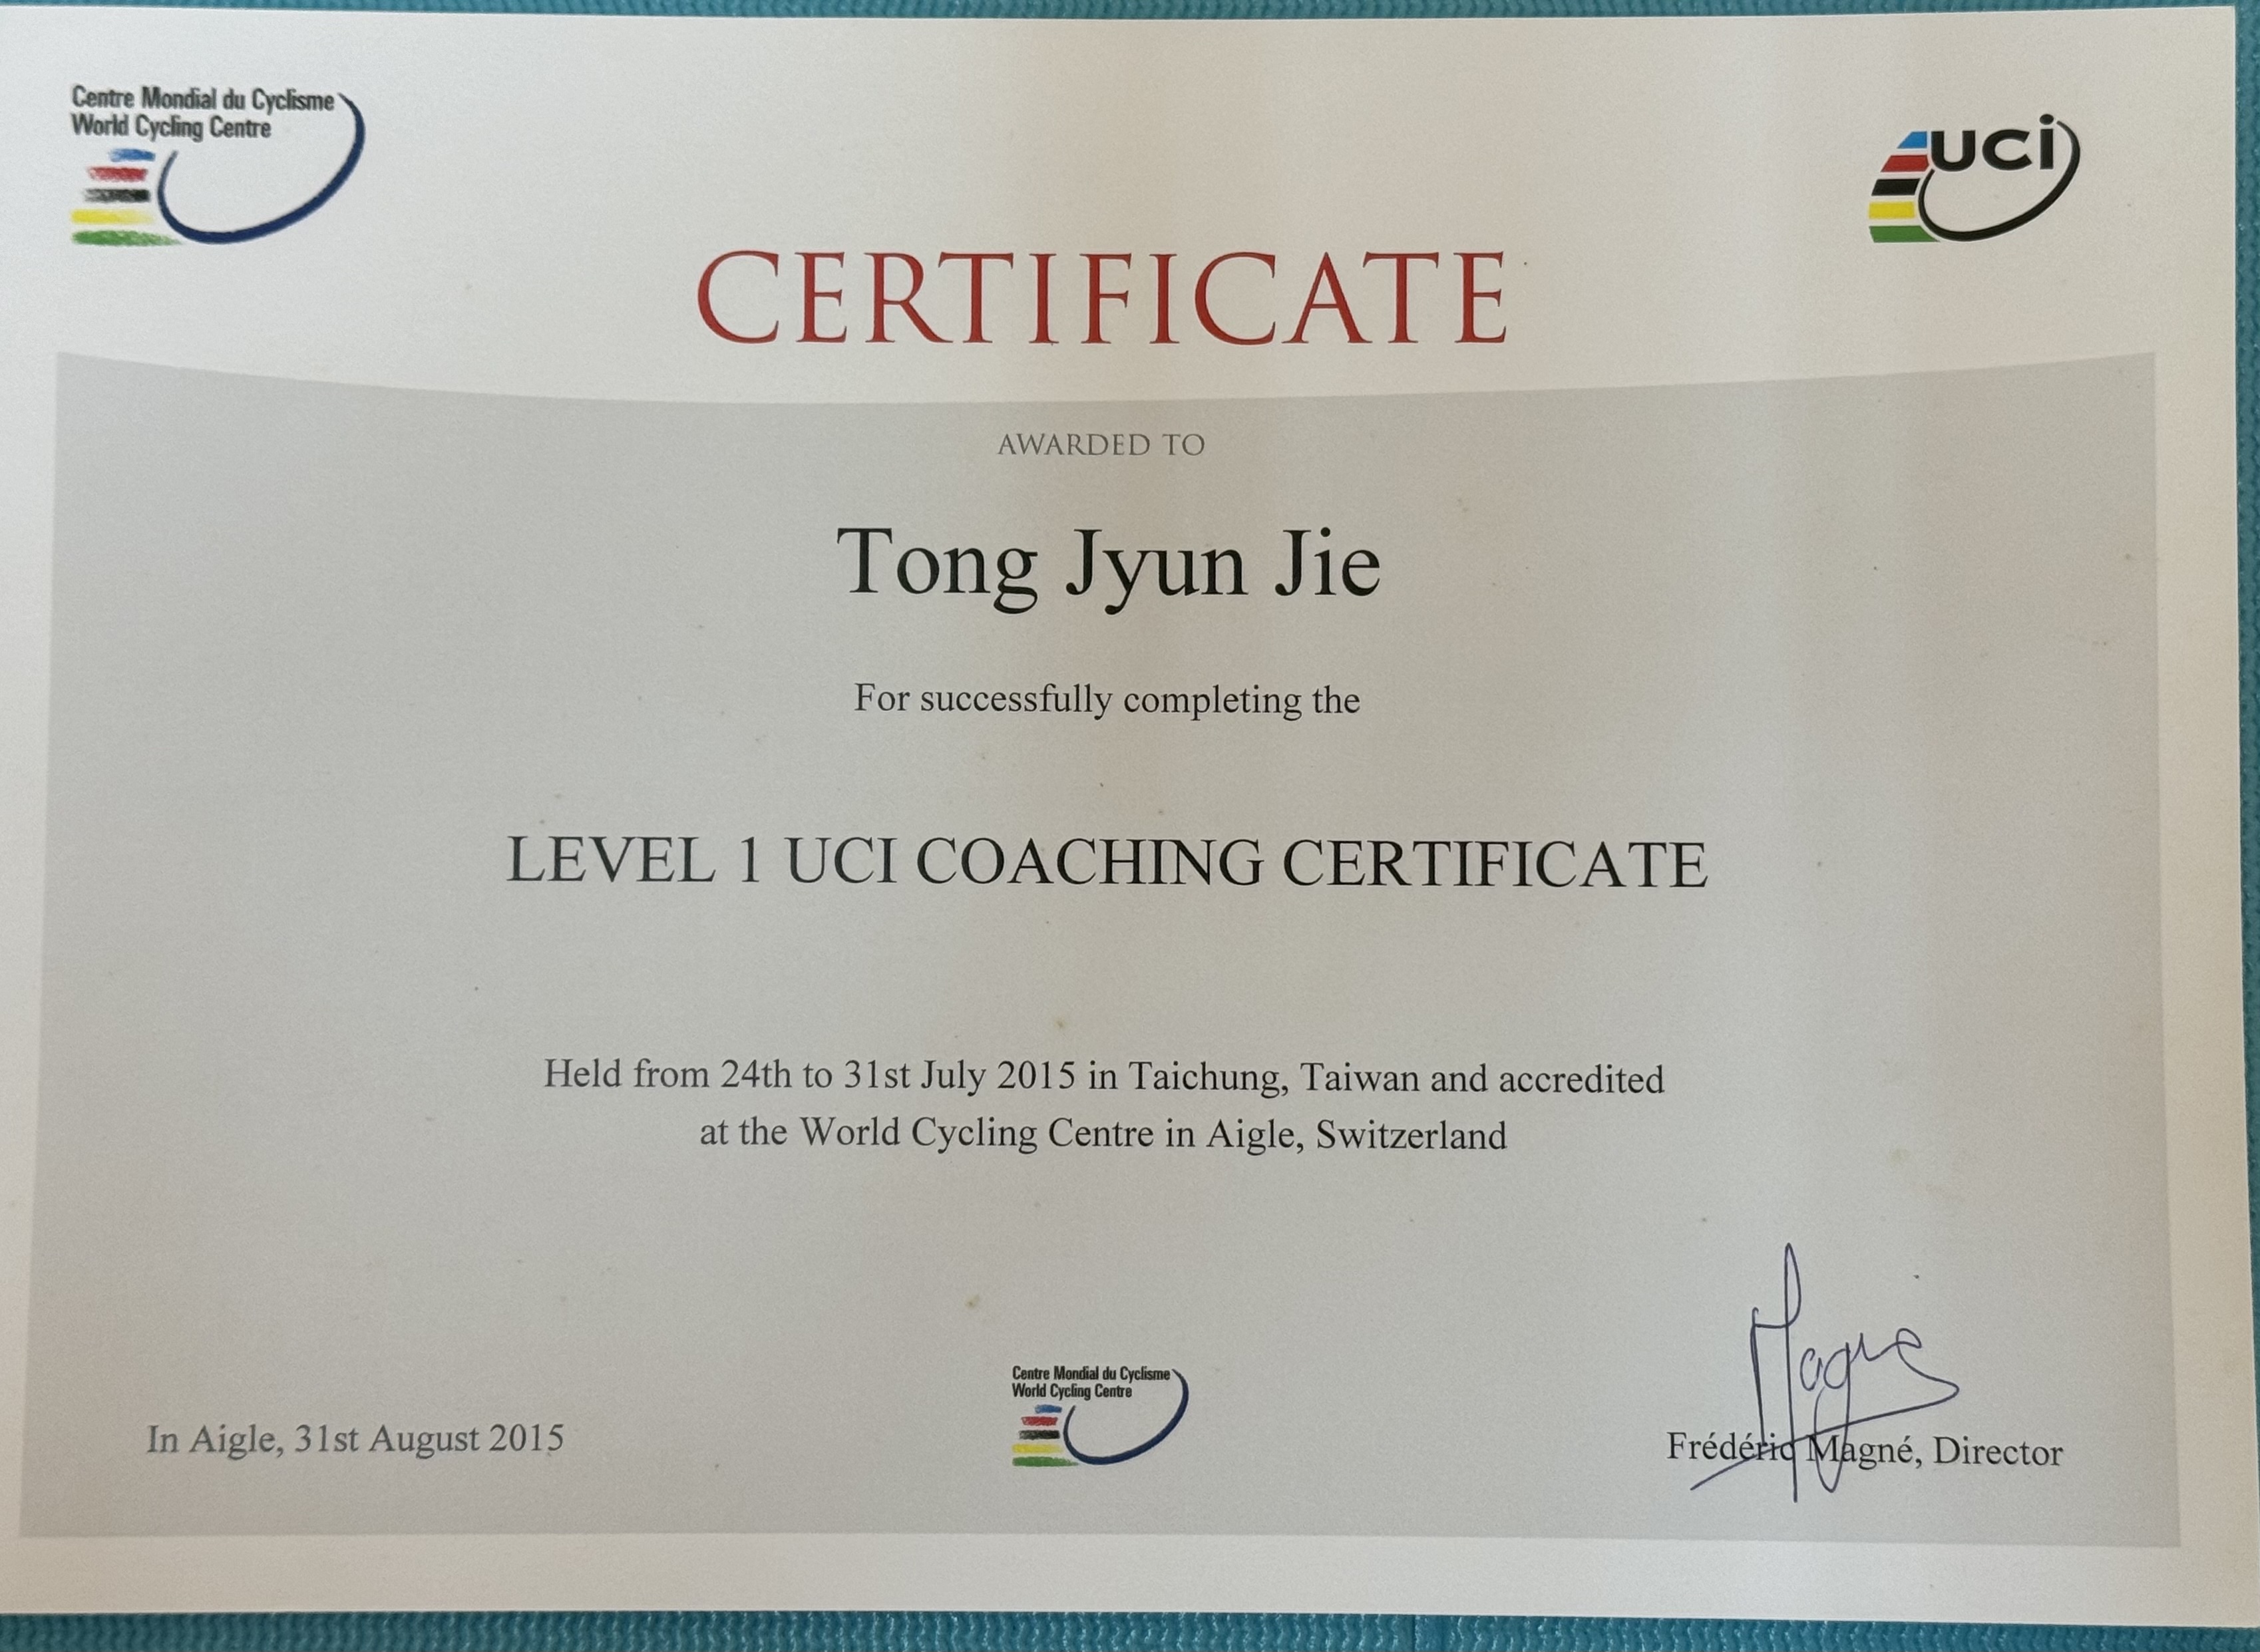 Centre Mondial du Cyclisme
World Cycling Centre
uci
CERTIFICATE
AWARDED TO
Tong Jyun Jie
For successfully completing the
LEVEL 1 UCI COACHING CERTIFICATE
Held from 24th to 31st July 2015 in Taichung, Taiwan and accredited
at the World Cycling Centre in Aigle, Switzerland
In Aigle, 31st August 2015
Centre Mondial du Cyclisme
World Cycling Centre
Magné
Frédéric Magné, Director